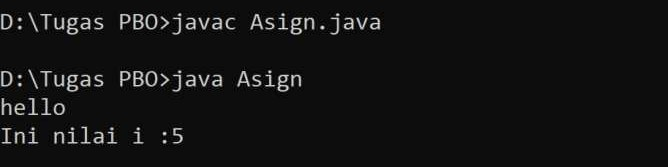 D:\Tugas PBO>javac Asign.java
D:\Tugas PBO>java Asign
hello
Ini nilai i :5